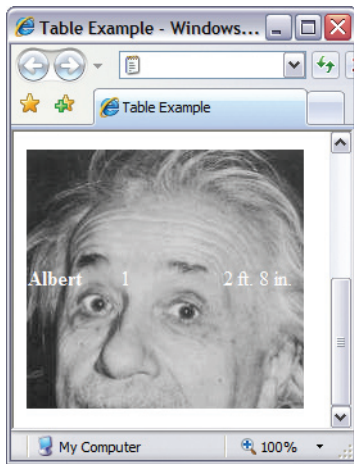 Table Example - Windows...
Table Example
Albert 1 2 ft. 8 in.
My Computer 100%